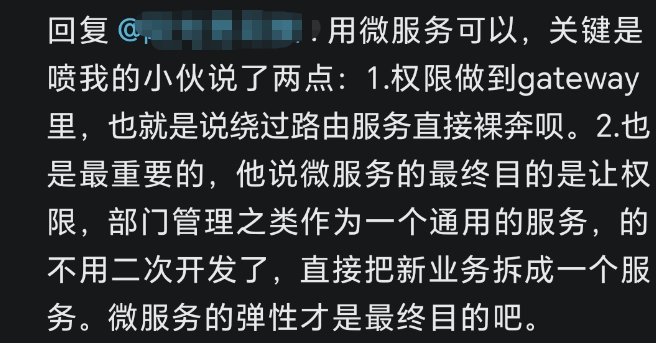 回复 @ . 用微服务可以，关键是
喷我的小伙说了两点：1.权限做到gateway
里，也就是说绕过路由服务直接裸奔呗。2.也
是最重要的，他说微服务的最终目的是让权
限，部门管理之类作为一个通用的服务，的
不用二次开发了，直接把新业务拆成一个服
务。微服务的弹性才是最终目的吧。